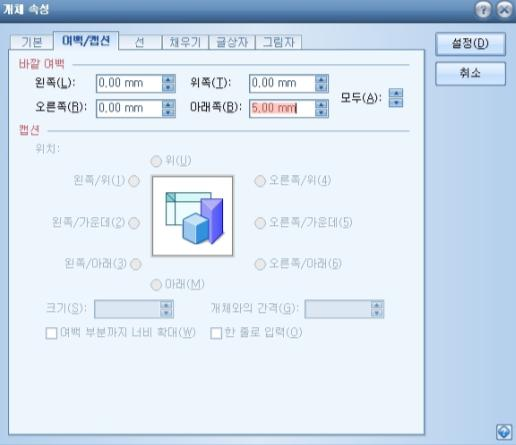 개체 속성
기본 여백/캡션 선 채우기 글상자 그림자
설정(D)
취소
바깥 여백
왼쪽(L): 0.00 mm 위쪽(T): 0.00 mm
오른쪽(R): 0.00 mm 아래쪽(B): 5.00 mm
모두(A):
캡션
위치:
위(U)
왼쪽/위(1) 오른쪽/위(4)
왼쪽/가운데(2) 오른쪽/가운데(5)
왼쪽/아래(3) 오른쪽/아래(6)
아래(M)
크기(S): 개체와의 간격(G):
여백 부분까지 너비 확대(W) 한 줄로 입력(O)